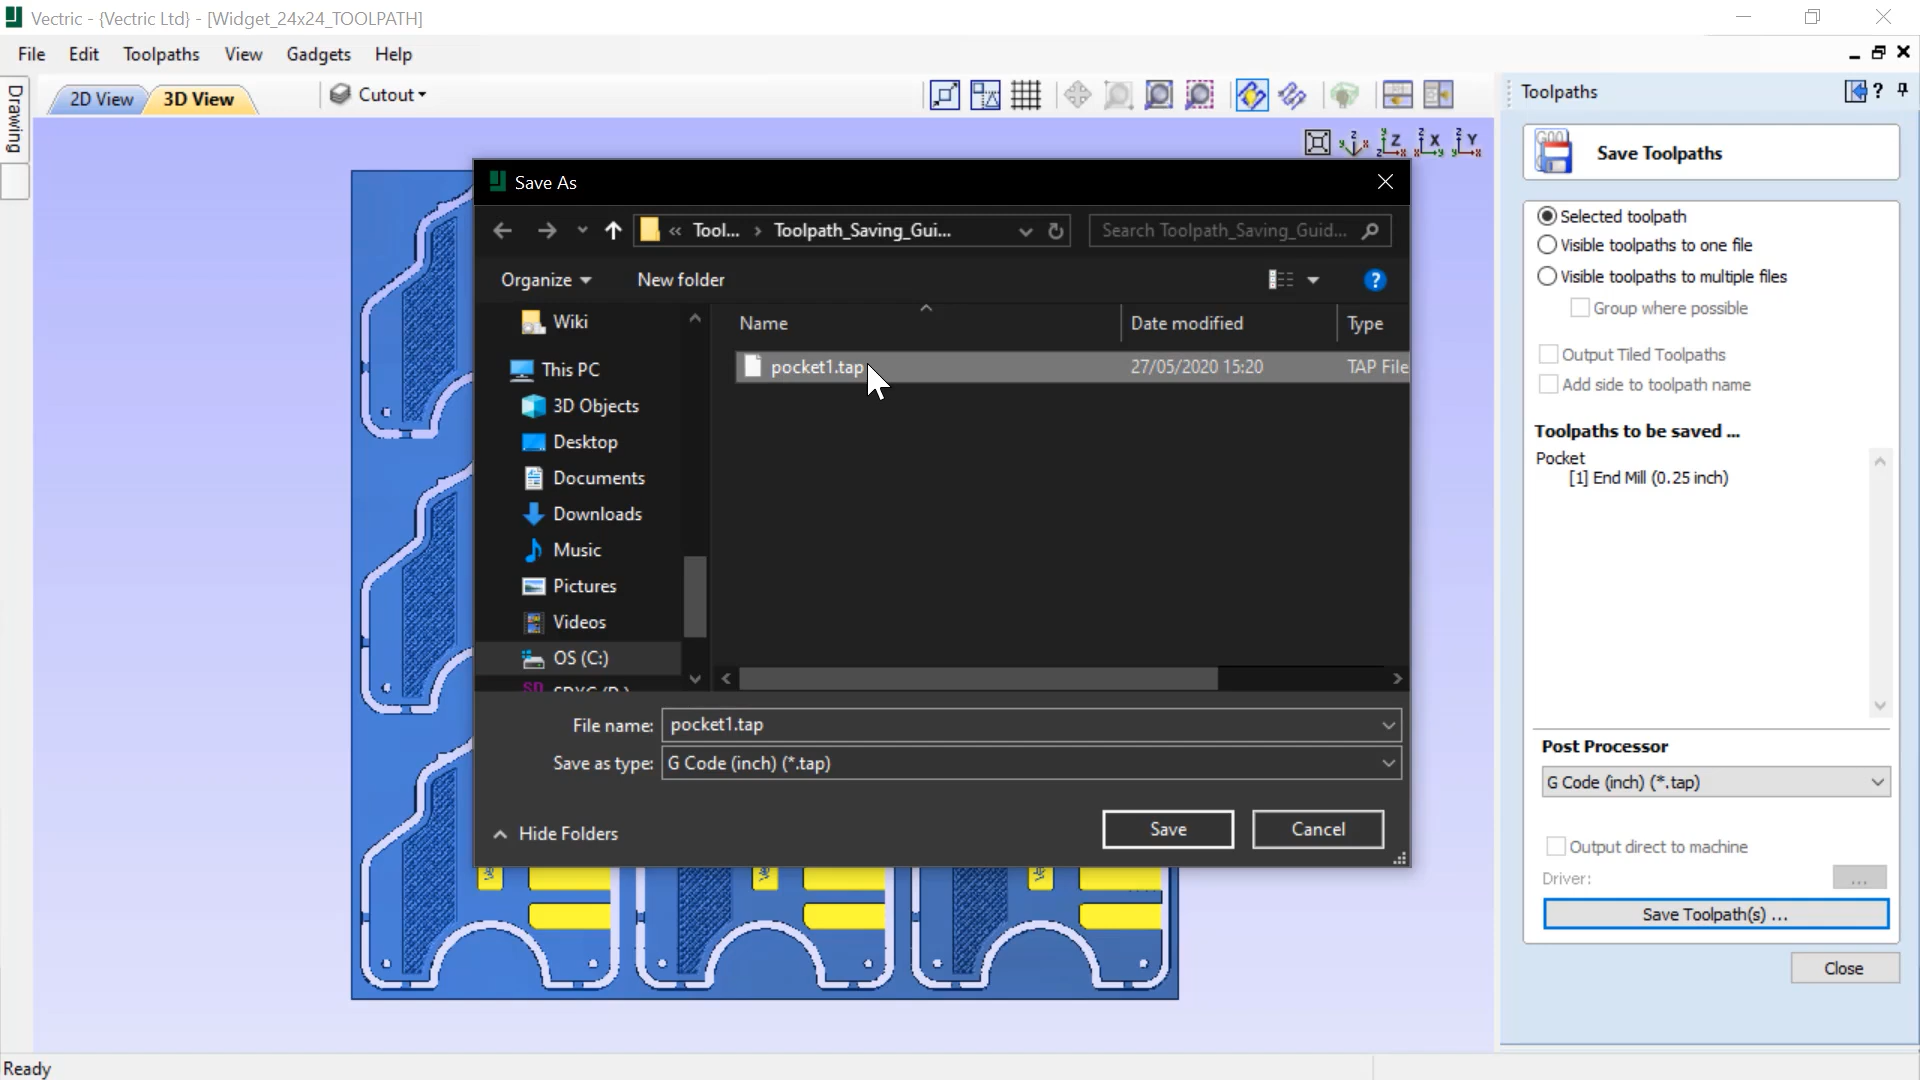 Vectric - {Vectric Ltd} - [Widget_24x24_TOOLPATH]
File Edit Toolpaths View Gadgets Help
Drawing
2D View 3D View Cutout
Toolpaths ?
Save As
Save Toolpaths
« Tool... > Toolpath_Saving_Gui...
Search Toolpath_Saving_Guid...
Organize New folder ?
Wiki
This PC
3D Objects
Desktop
Documents
Downloads
Music
Pictures
Videos
OS (C:)
Name Date modified Type
pocket1.tap 27/05/2020 15:20 TAP File
File name: pocket1.tap
Save as type: G Code (inch) (*.tap)
Hide Folders
Save Cancel
Selected toolpath
Visible toolpaths to one file
Visible toolpaths to multiple files
Group where possible
Output Tiled Toolpaths
Add side to toolpath name
Toolpaths to be saved ...
Pocket
[1] End Mill (0.25 inch)
Post Processor
G Code (inch) (*.tap)
Output direct to machine
Driver: ...
Save Toolpath(s) ...
Close
Ready